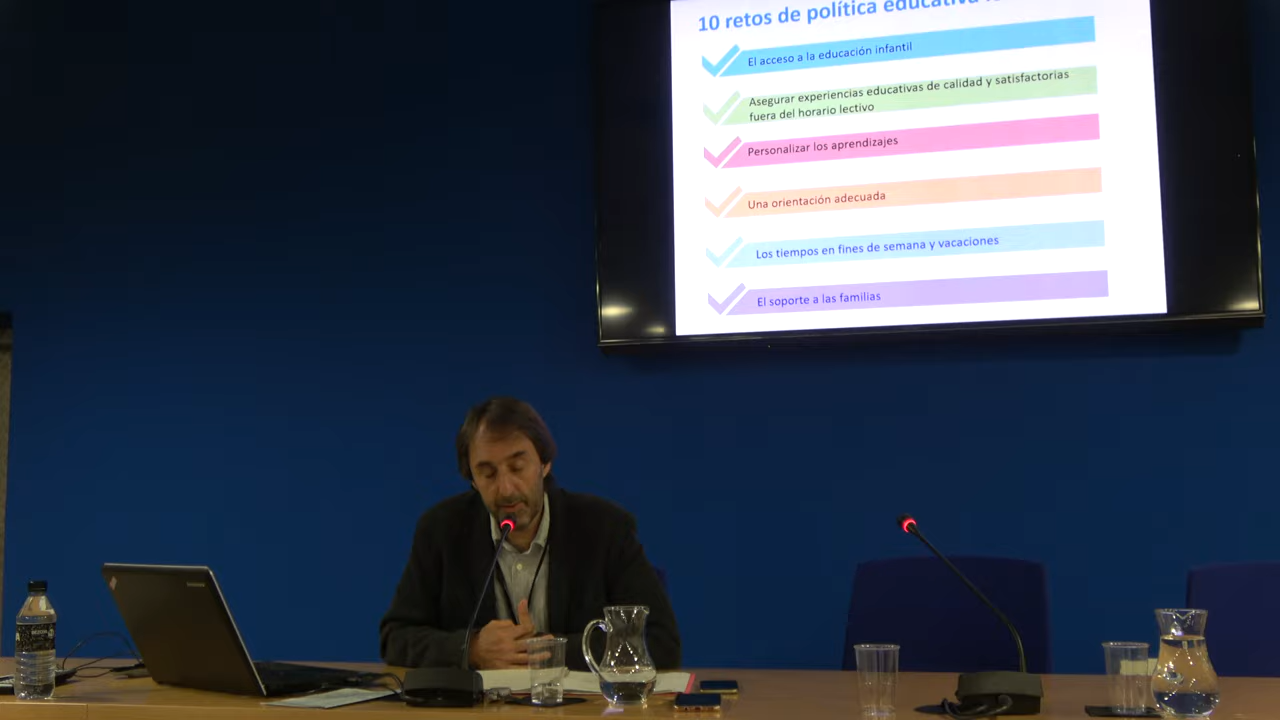 10 retos de política educativa
El acceso a la educación infantil
Asegurar experiencias educativas de calidad y satisfactorias
fuera del horario lectivo
Personalizar los aprendizajes
Una orientación adecuada
Los tiempos en fines de semana y vacaciones
El soporte a las familias